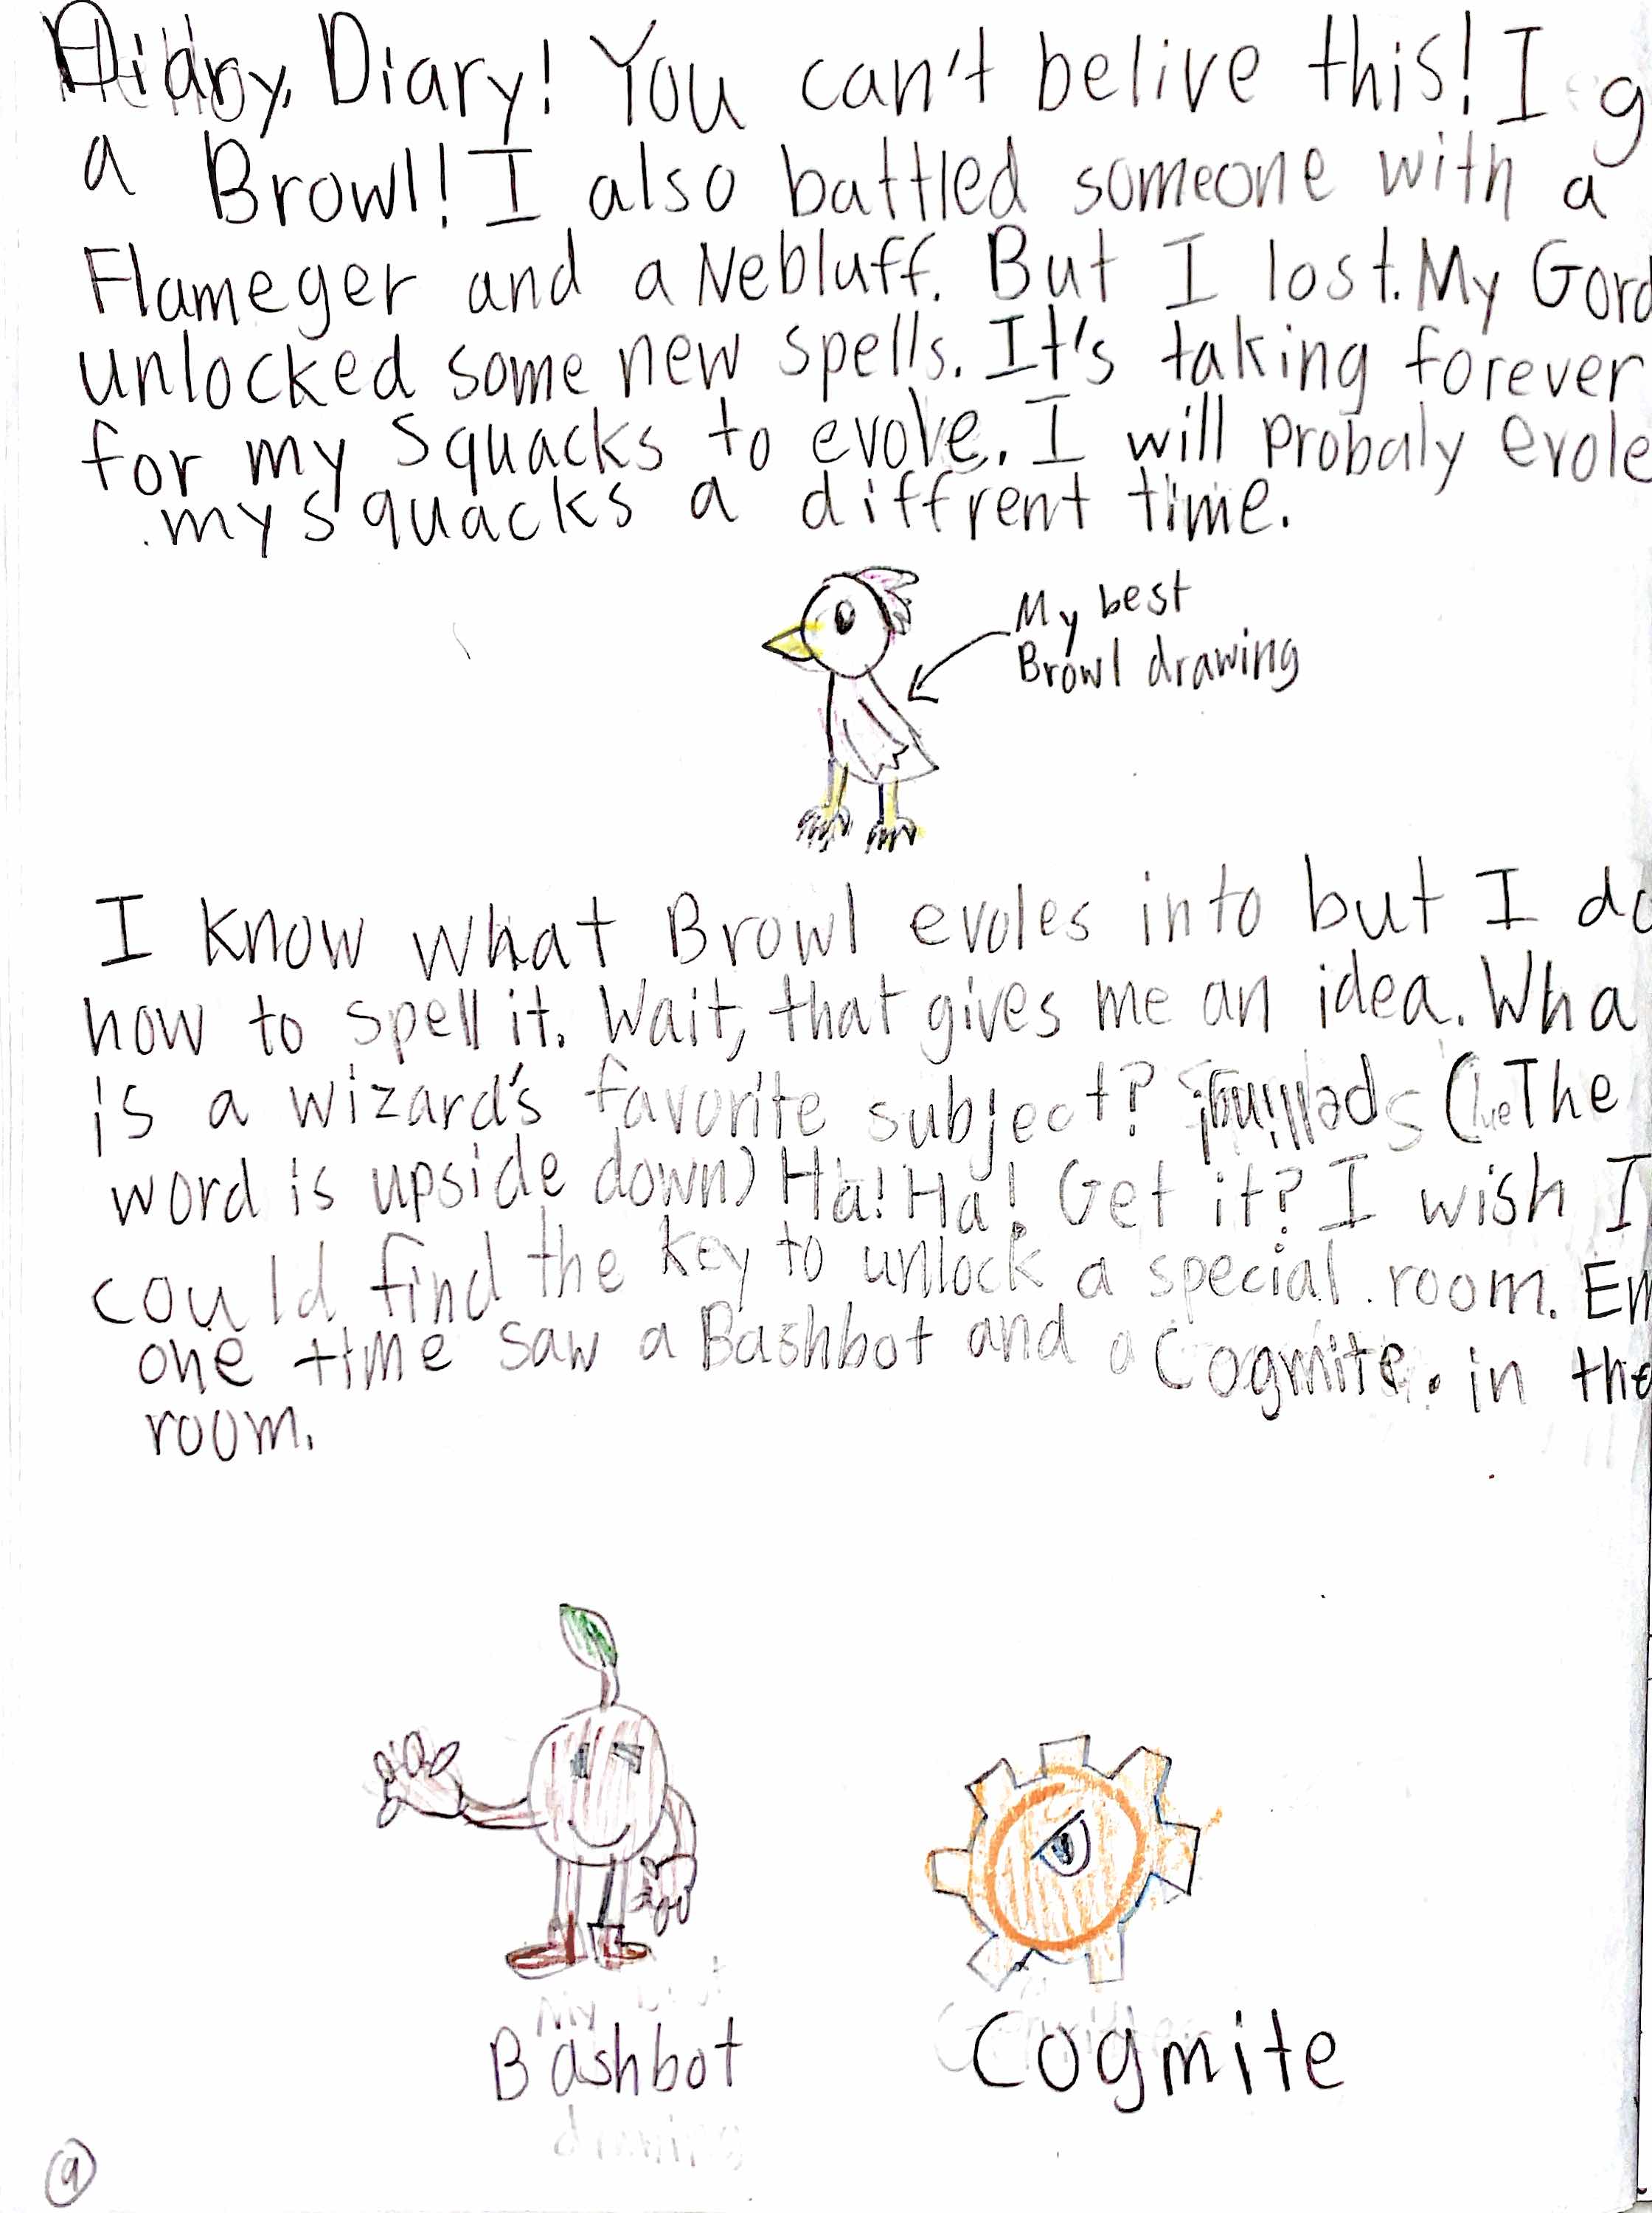 Diary, Diary! You can't belive this! I g
a Browl! I also battled someone with a
Flameger and a Nebluff. But I lost. My Gord
unlocked some new spells. It's taking forever
for my Squacks to evolve. I will probaly evole
my squacks a diffrent time.
My best
Browl drawing
I know what Browl evoles into but I do
how to spell it. Wait, that gives me an idea. Wha
is a wizard's favorite subject? Spelling! (The
word is upside down) Ha! Ha! Get it? I wish I
could find the key to unlock a special room. Em
one time saw a Bashbot and a Cogmite. in the
room.
Bashbot
Cogmite
9